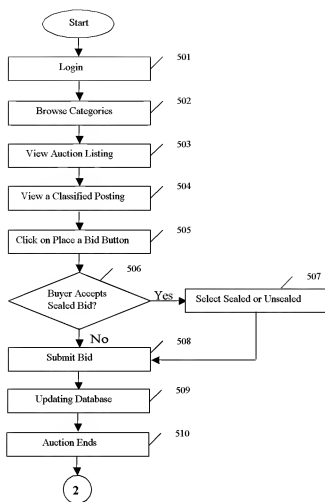 Start
501
Login
502
Browse Categories
503
View Auction Listing
504
View a Classified Posting
505
Click on Place a Bid Button
506
507
Buyer Accepts
Sealed Bid?
Yes
Select Sealed or Unsealed
No
508
Submit Bid
509
Updating Database
510
Auction Ends
2